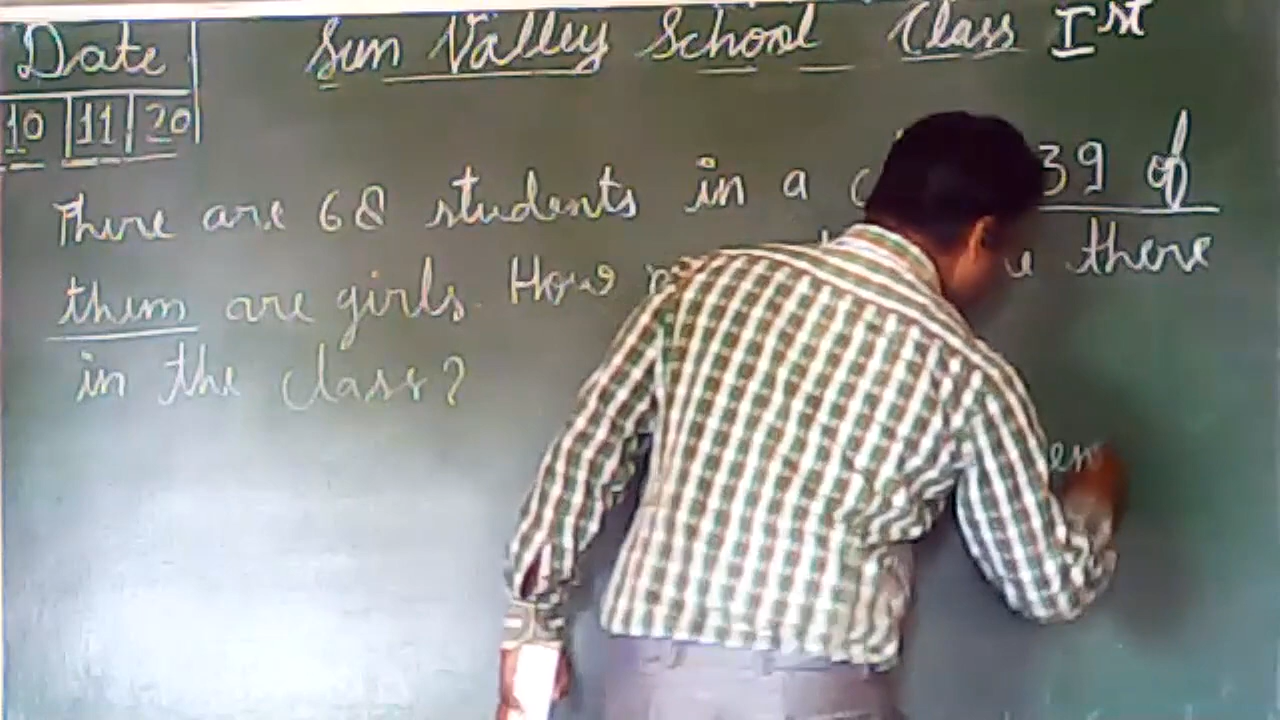 Date
Sun Valley School Class Ist
10 11 20
There are 68 students in a 39 of
them are girls. How there
in the class?
en